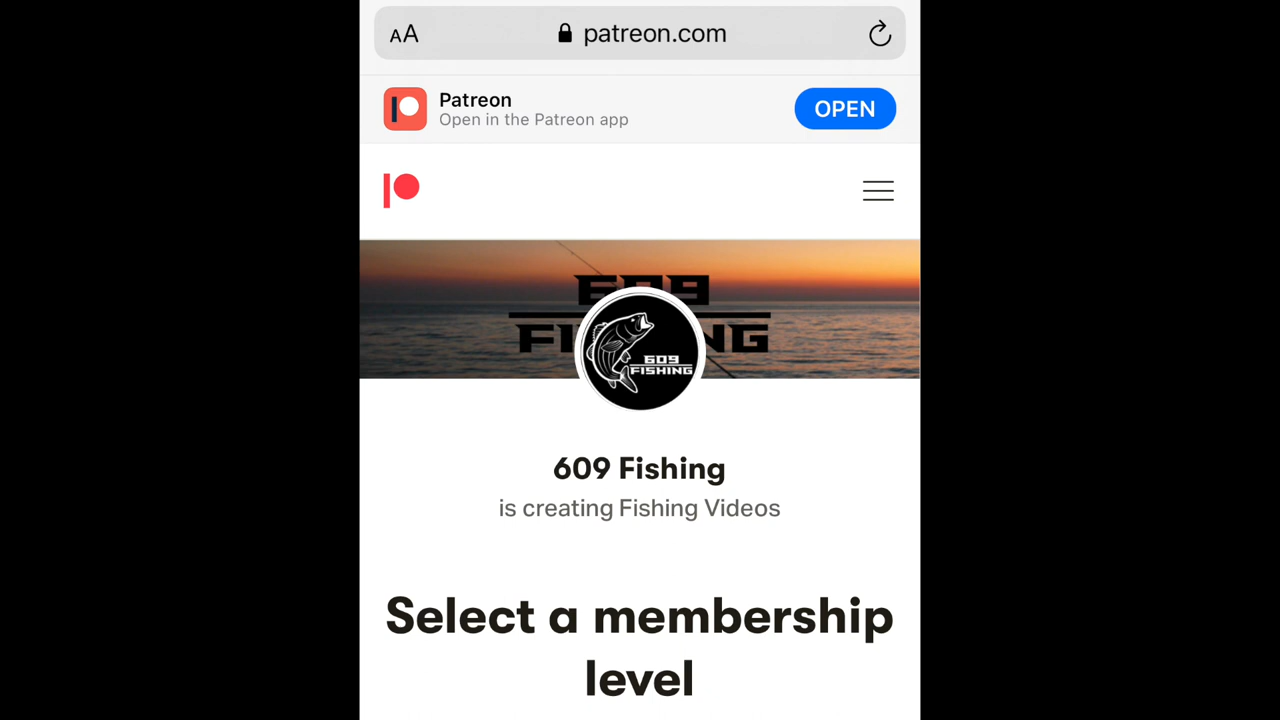 AA patreon.com
Patreon
Open in the Patreon app
OPEN
609
FISHING
609
FISHING
609 Fishing
is creating Fishing Videos
Select a membership
level